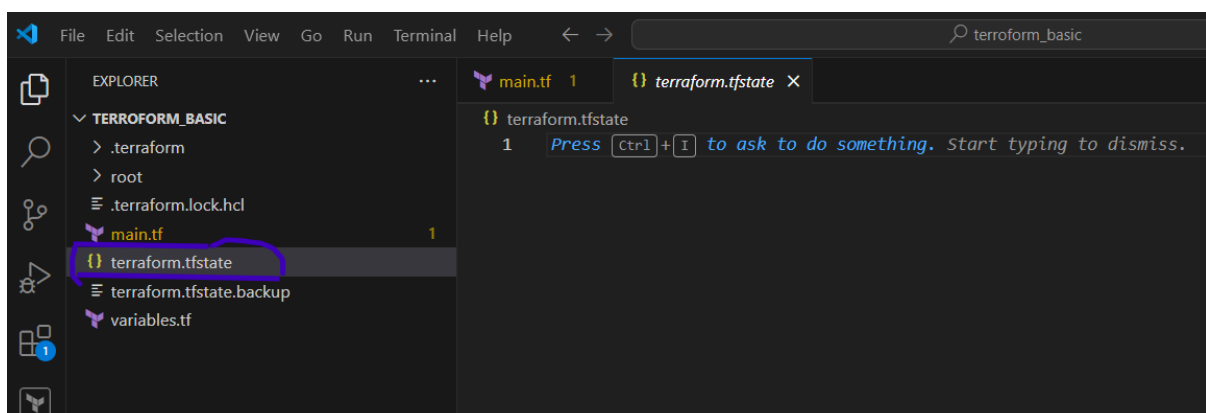 File Edit Selection View Go Run Terminal Help ← → terroform_basic
EXPLORER ...
main.tf 1
terraform.tfstate
TERROFORM_BASIC
.terraform
root
.terraform.lock.hcl
main.tf 1
terraform.tfstate
terraform.tfstate.backup
variables.tf
1
{} terraform.tfstate
1 Press Ctrl+I to ask to do something. Start typing to dismiss.